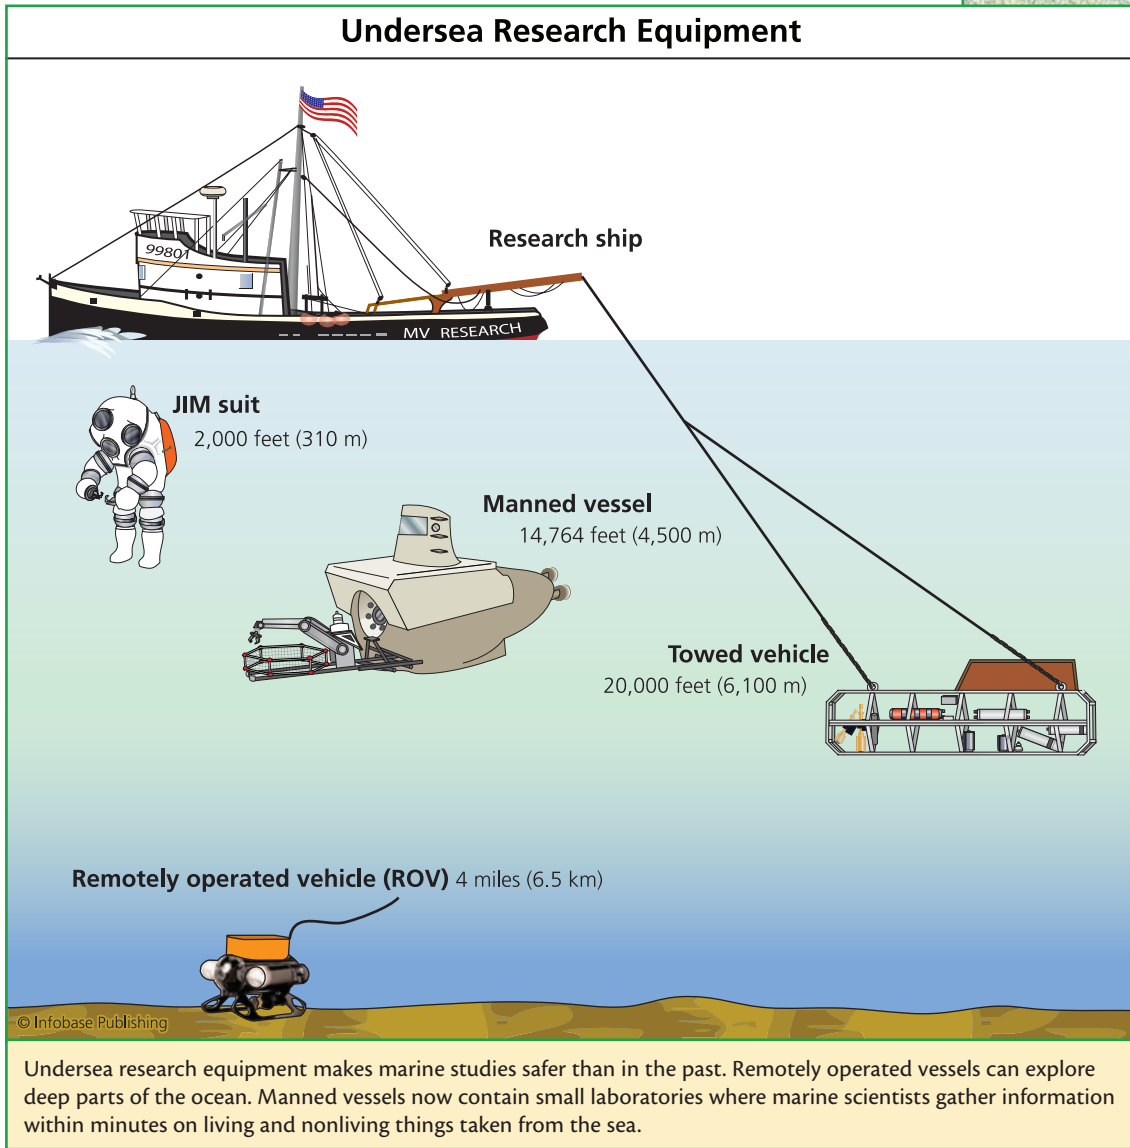 Undersea Research Equipment
99801
Research ship
MV RESEARCH
JIM suit
2,000 feet (310 m)
Manned vessel
14,764 feet (4,500 m)
Towed vehicle
20,000 feet (6,100 m)
Remotely operated vehicle (ROV) 4 miles (6.5 km)
© Infobase Publishing
Undersea research equipment makes marine studies safer than in the past. Remotely operated vessels can explore
deep parts of the ocean. Manned vessels now contain small laboratories where marine scientists gather information
within minutes on living and nonliving things taken from the sea.